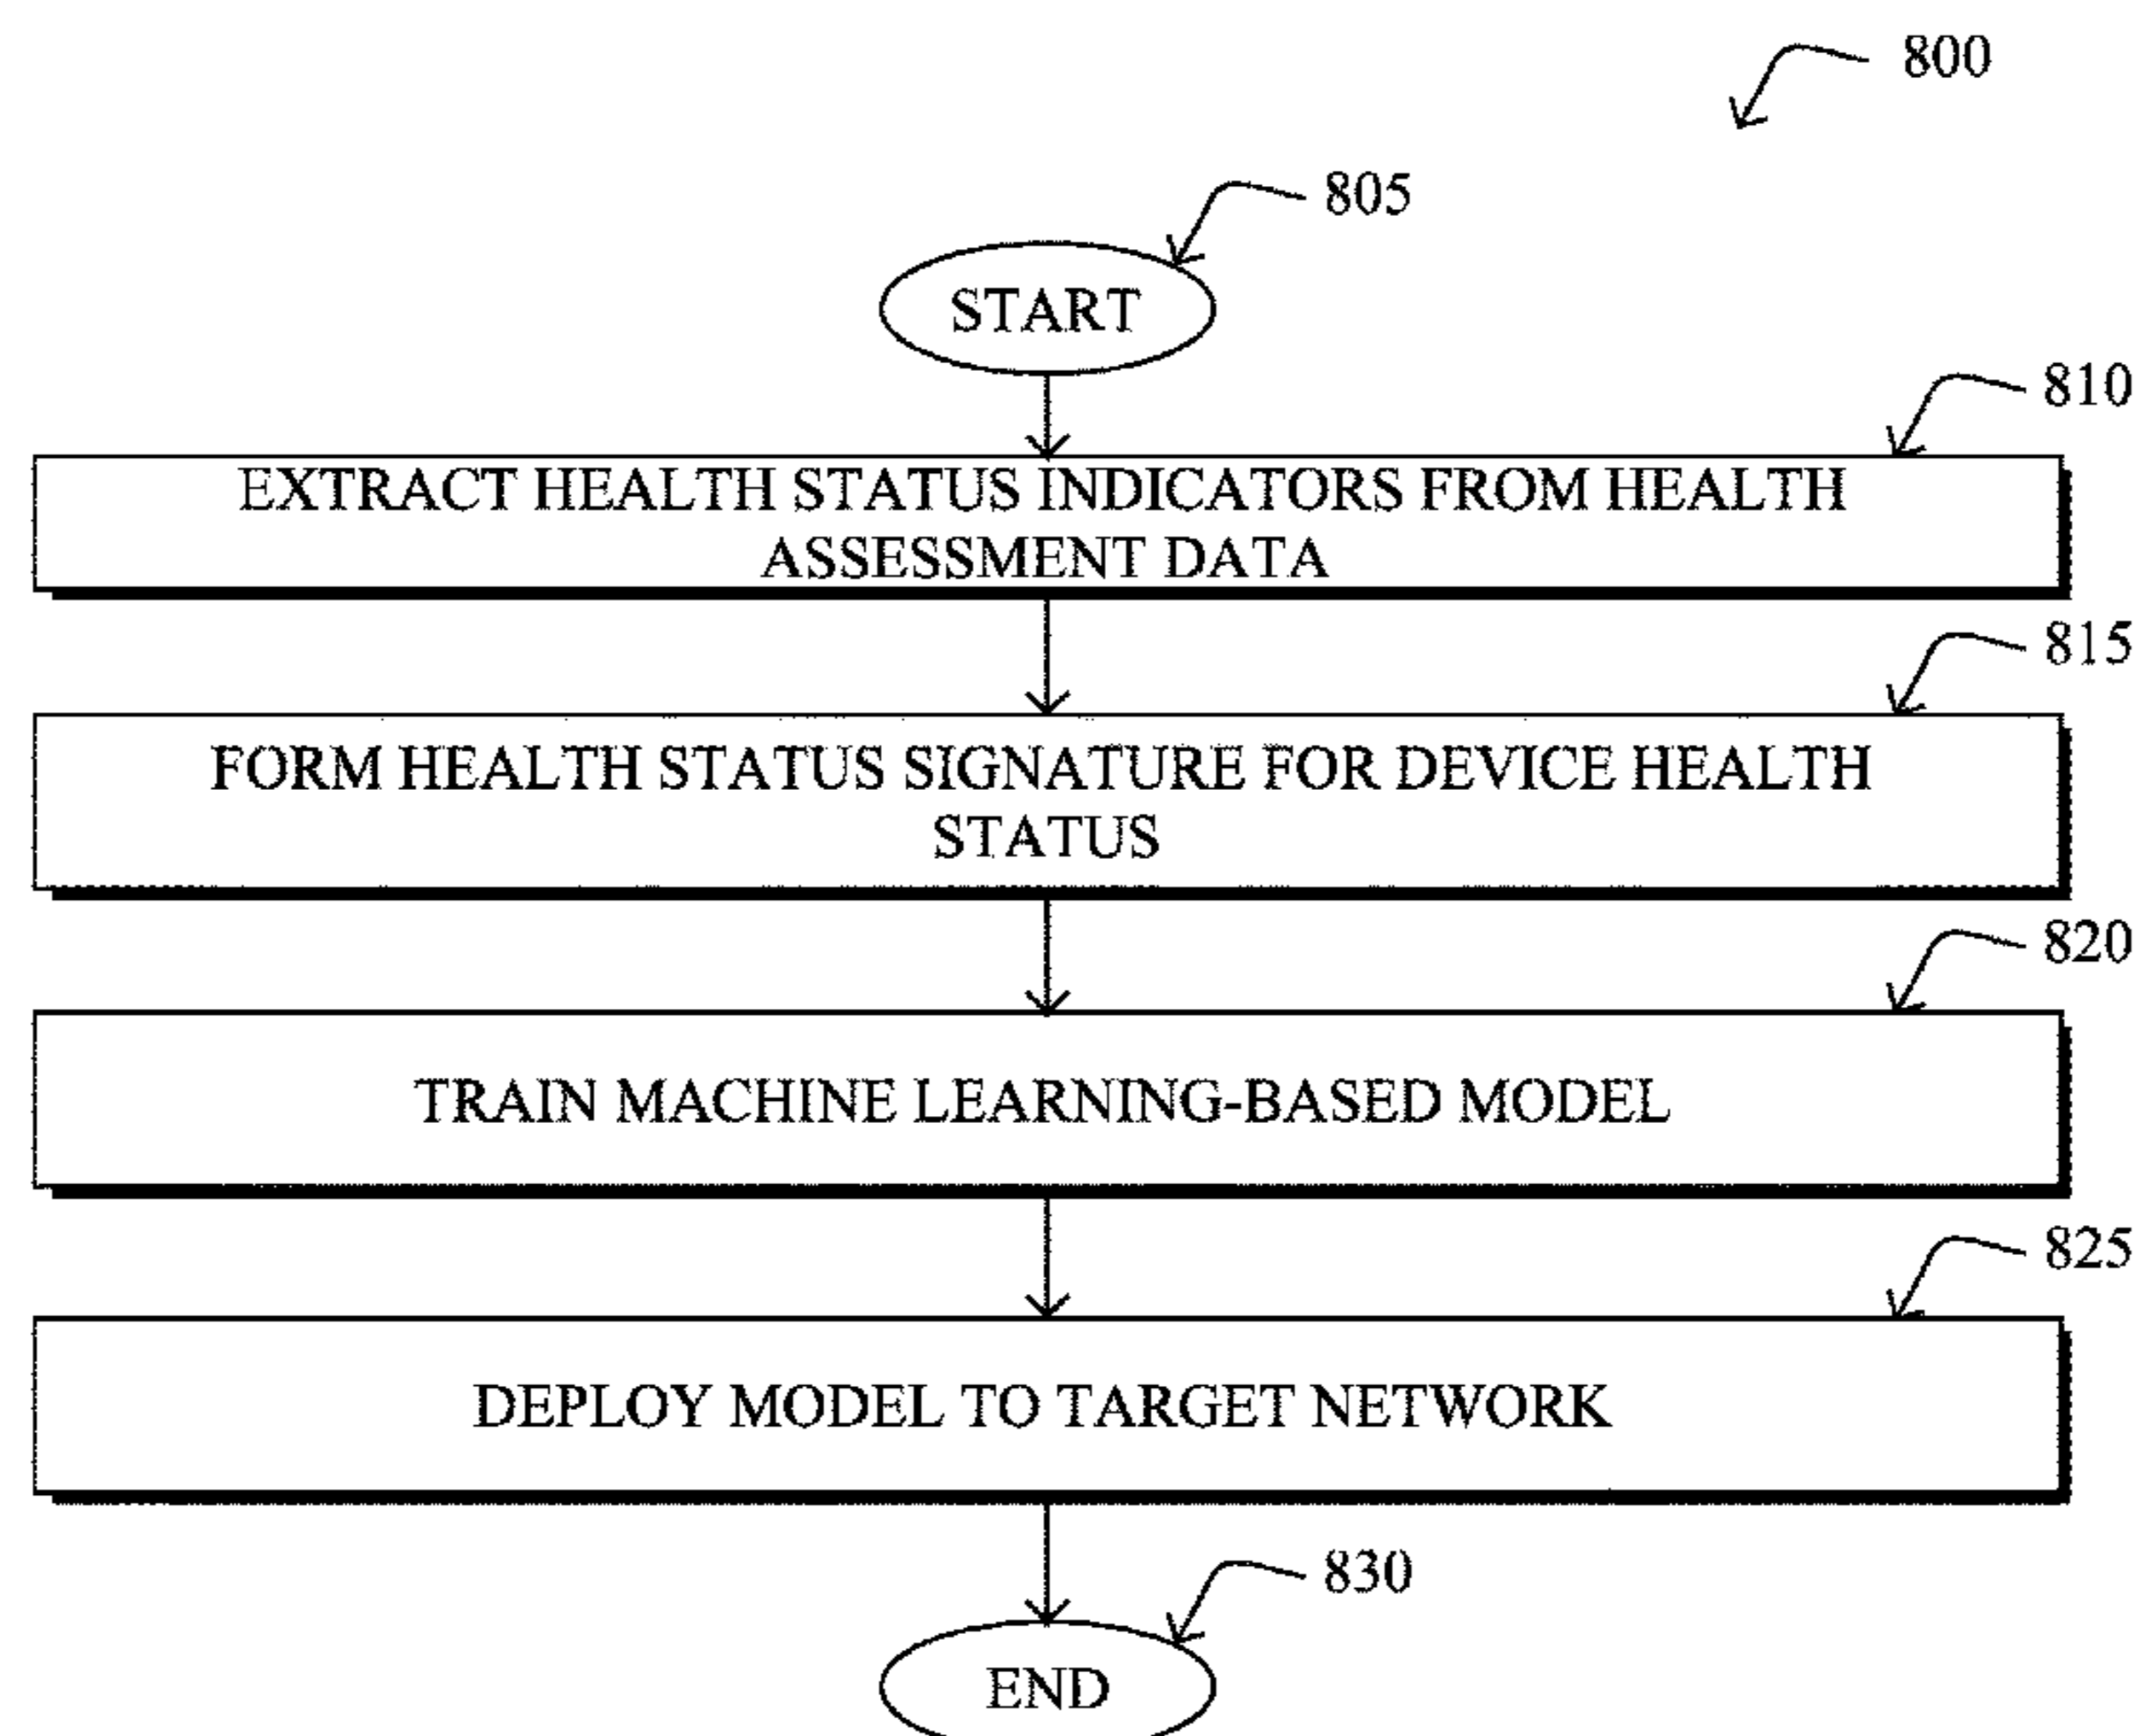 800
805
START
810
EXTRACT HEALTH STATUS INDICATORS FROM HEALTH
ASSESSMENT DATA
815
FORM HEALTH STATUS SIGNATURE FOR DEVICE HEALTH
STATUS
820
TRAIN MACHINE LEARNING-BASED MODEL
825
DEPLOY MODEL TO TARGET NETWORK
830
END